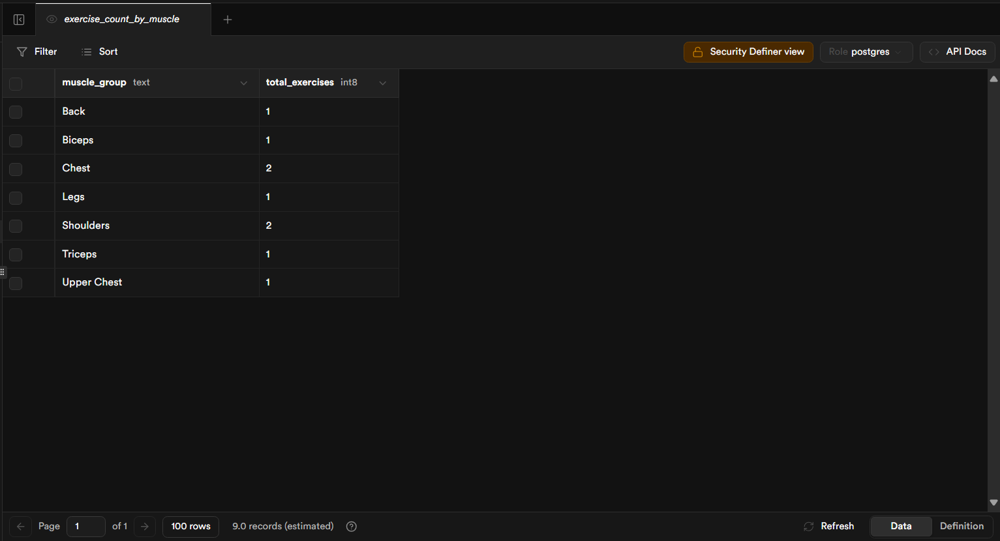 exercise_count_by_muscle
Filter Sort Security Definer view Role postgres API Docs
muscle_group text total_exercises int8
Back 1
Biceps 1
Chest 2
Legs 1
Shoulders 2
Triceps 1
Upper Chest 1
Page 1 of 1 100 rows 9.0 records (estimated) Refresh Data Definition